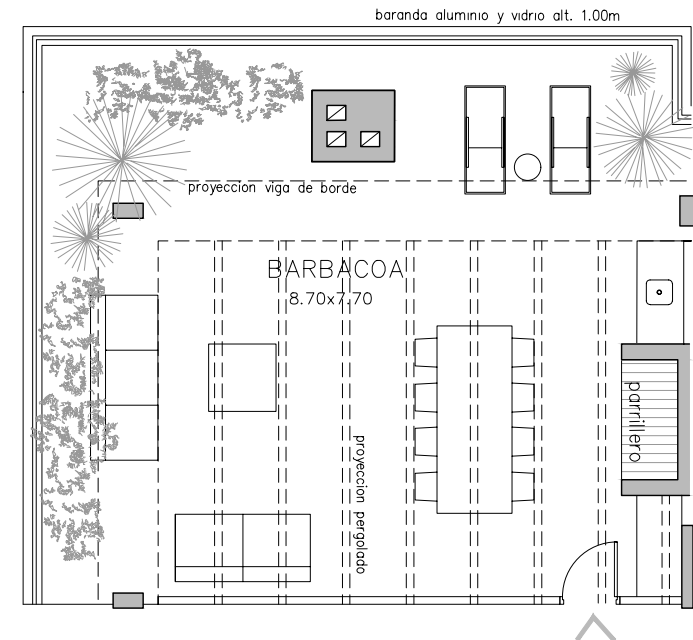 baranda aluminio y vidrio alt. 1.00m
proyeccion viga de borde
BARBACOA
8.70x7.70
parrillero
proyeccion pergolado